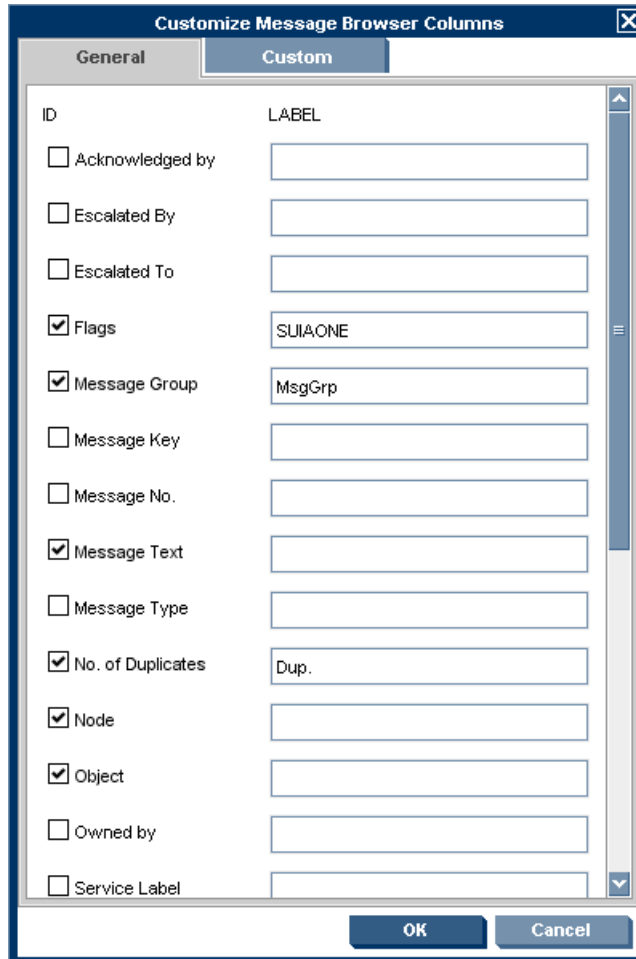 Customize Message Browser Columns
General Custom
ID LABEL
Acknowledged by
Escalated By
Escalated To
Flags SUIAONE
Message Group MsgGrp
Message Key
Message No.
Message Text
Message Type
No. of Duplicates Dup.
Node
Object
Owned by
Service Label
OK Cancel